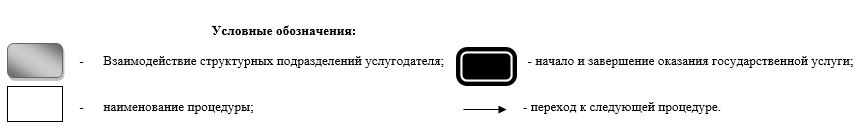 Условные обозначения:
- Взаимодействие структурных подразделений услугодателя; - начало и завершение оказания государственной услуги;
- наименование процедуры; - переход к следующей процедуре.